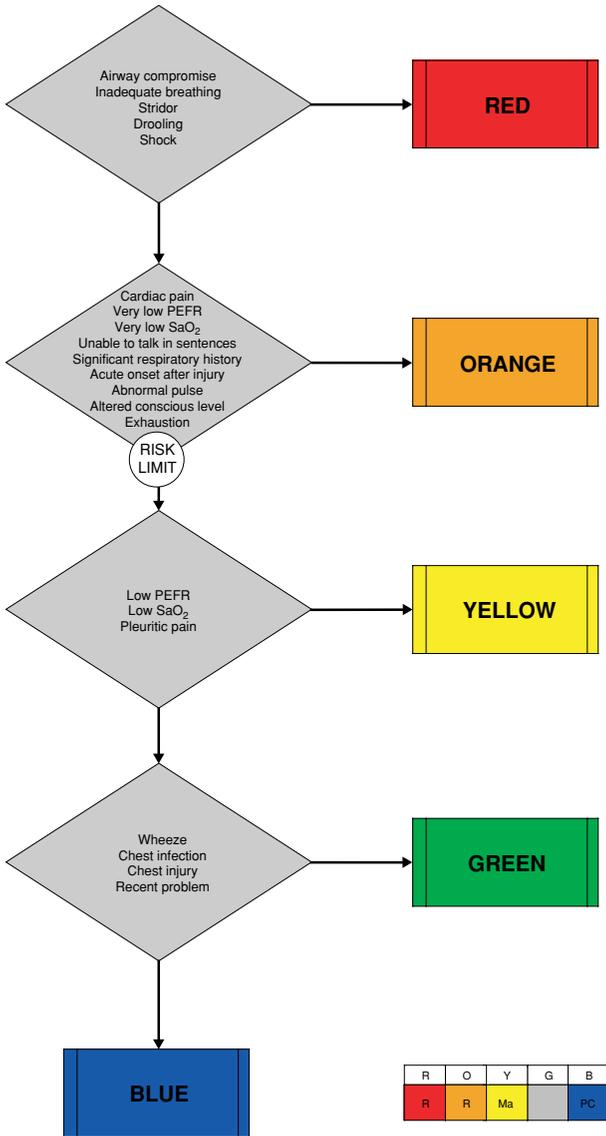 Airway compromise
Inadequate breathing
Stridor
Drooling
Shock
RED
Cardiac pain
Very low PEFR
Very low SaO₂
Unable to talk in sentences
Significant respiratory history
Acute onset after injury
Abnormal pulse
Altered conscious level
Exhaustion
ORANGE
RISK
LIMIT
Low PEFR
Low SaO₂
Pleuritic pain
YELLOW
Wheeze
Chest infection
Chest injury
Recent problem
GREEN
BLUE
R O Y G B
R R Ma PC